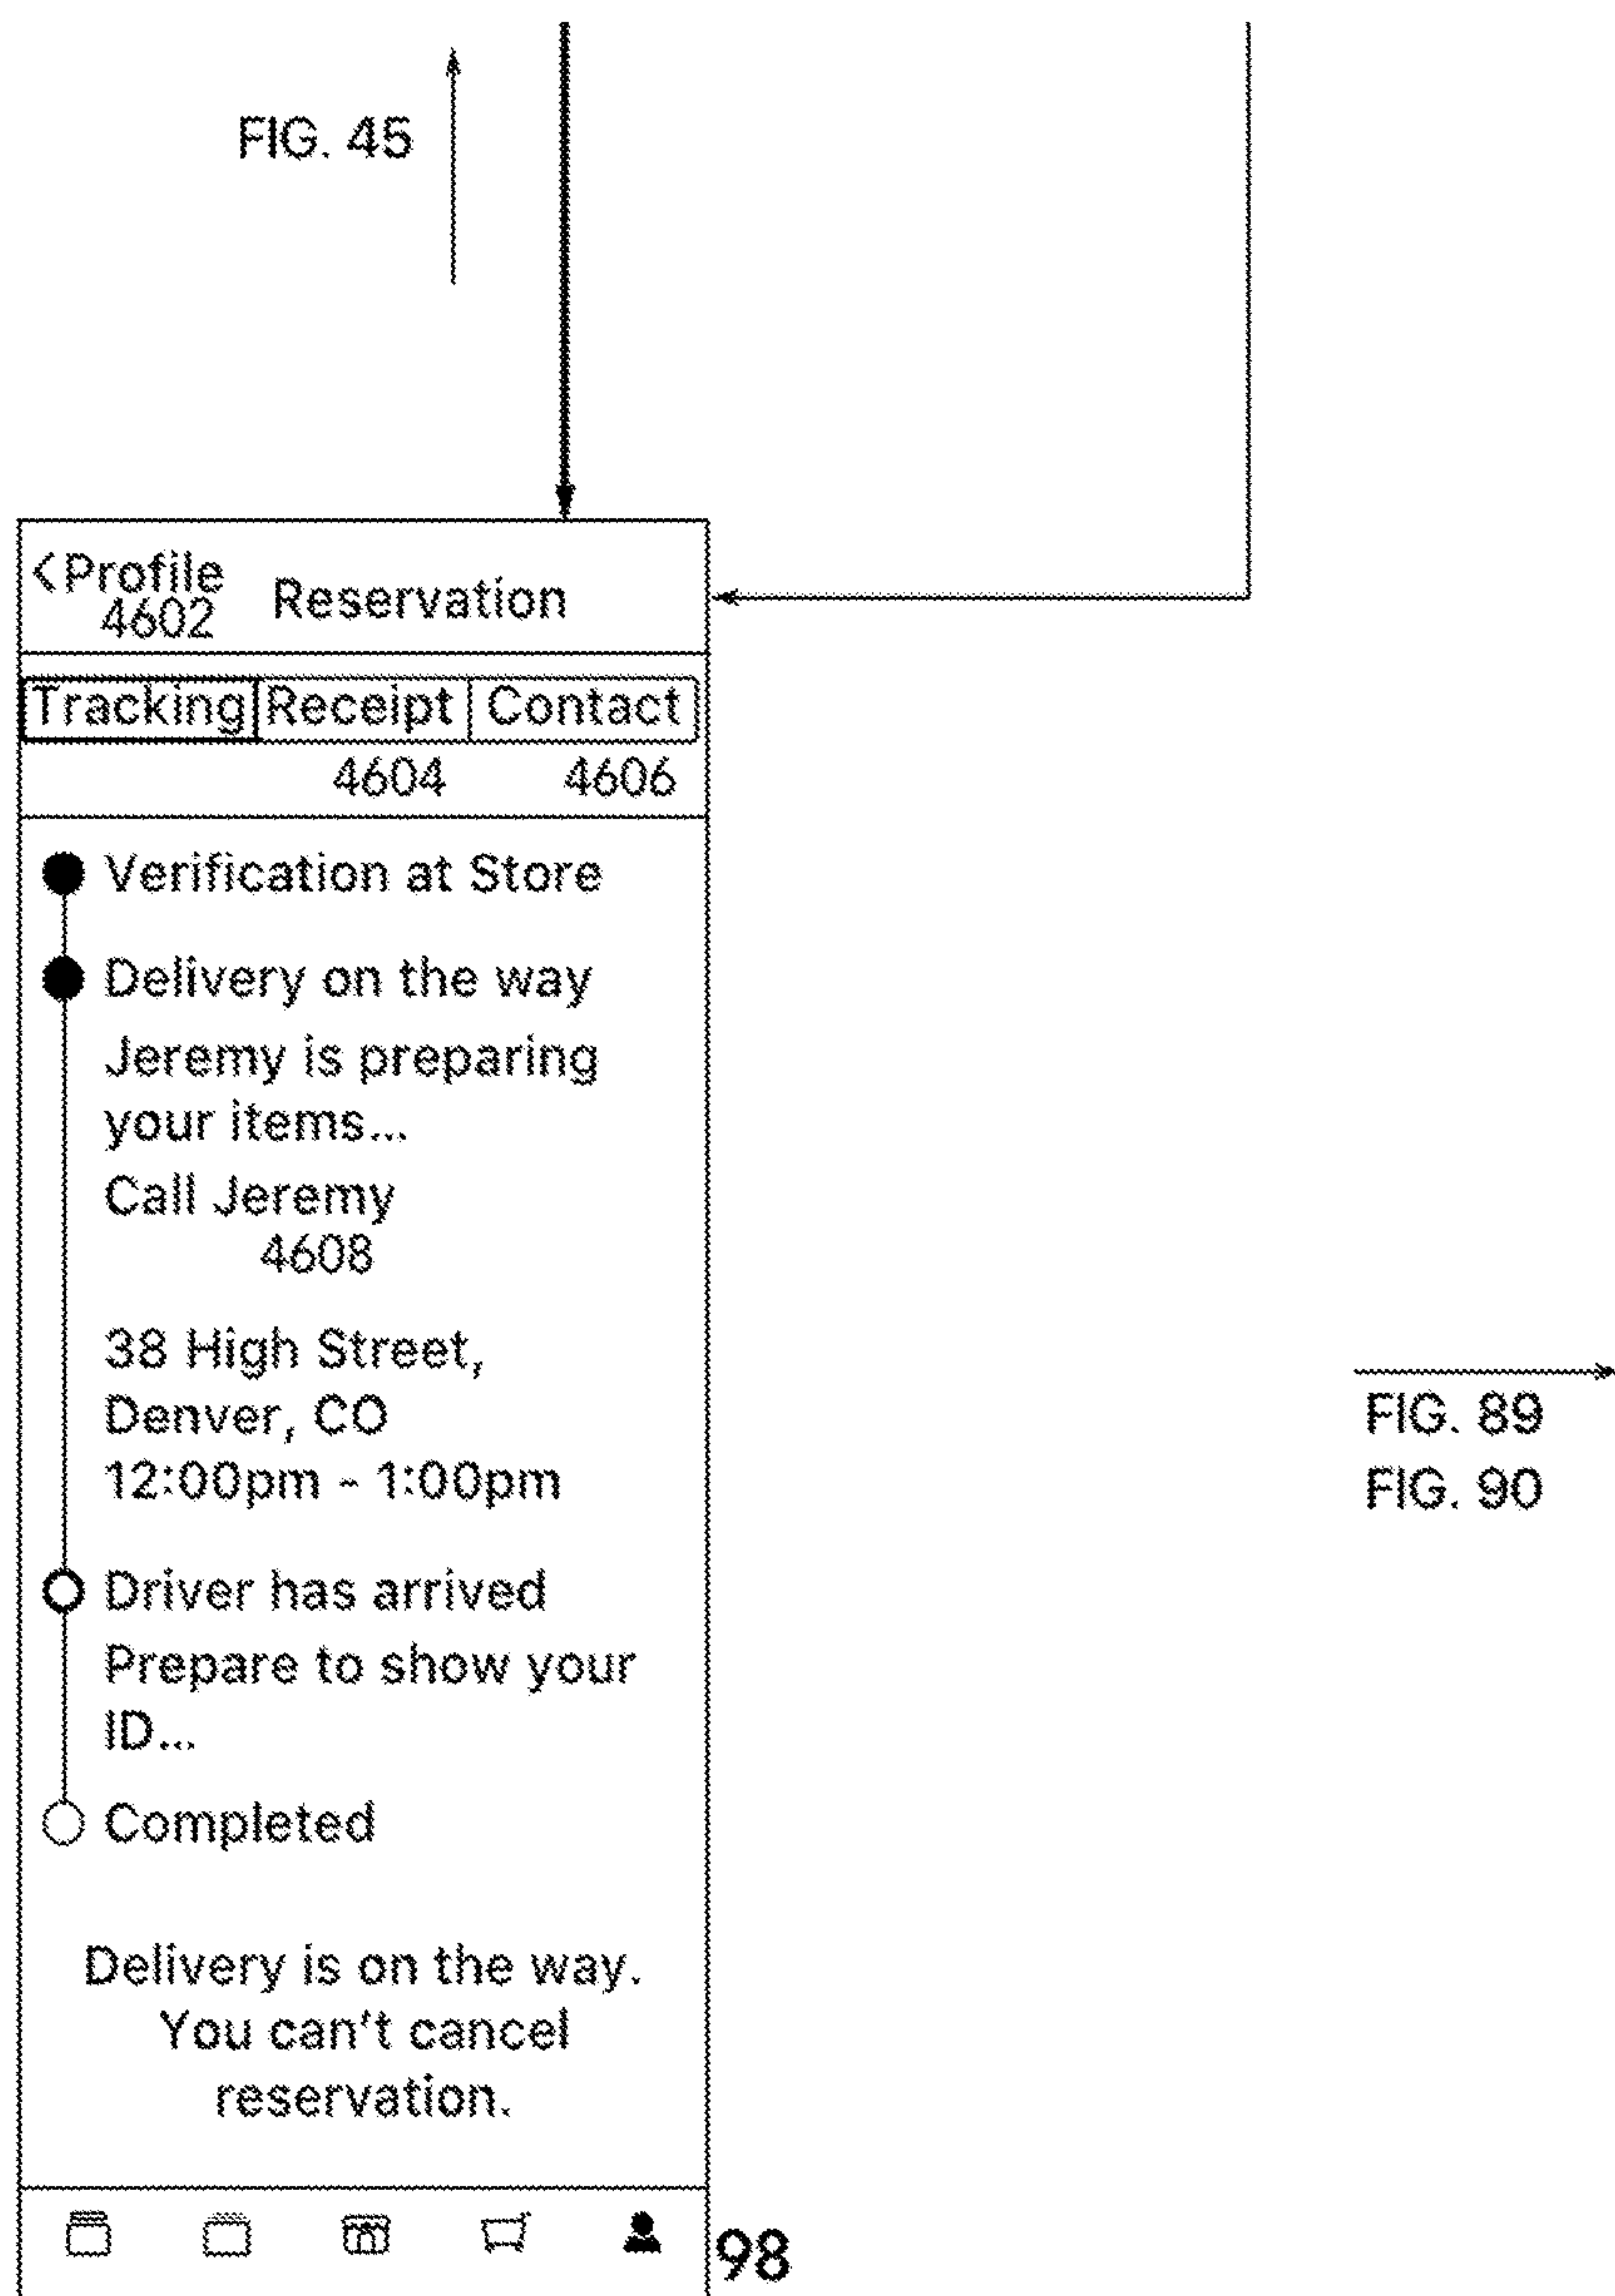 FIG. 45
<Profile
4602
Reservation
Tracking Receipt Contact
4604 4606
Verification at Store
Delivery on the way
Jeremy is preparing
your items...
Call Jeremy
4608
38 High Street,
Denver, CO
12:00pm - 1:00pm
FIG. 89
FIG. 90
Driver has arrived
Prepare to show your
ID...
Completed
Delivery is on the way.
You can't cancel
reservation.
98